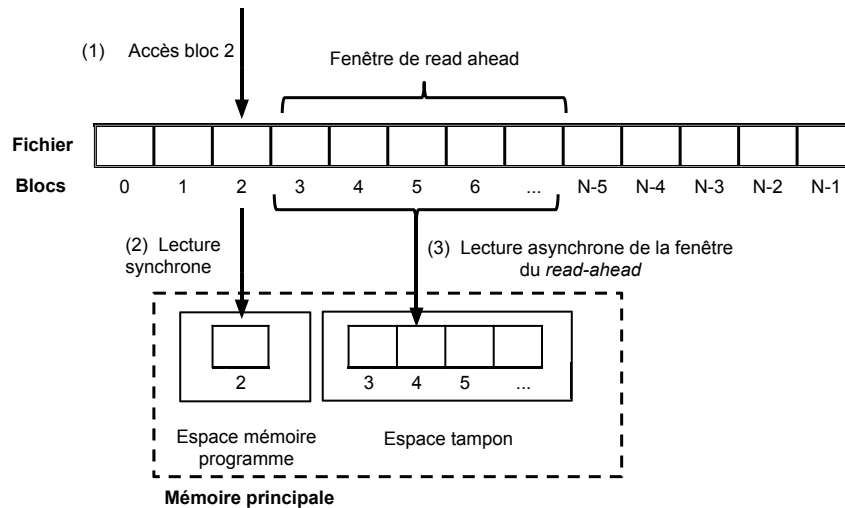 (1) Accès bloc 2
Fenêtre de read ahead
Fichier
Blocs 0 1 2 3 4 5 6 ... N-5 N-4 N-3 N-2 N-1
(2) Lecture
synchrone
(3) Lecture asynchrone de la fenêtre
du read-ahead
2
3 4 5 ...
Espace mémoire
programme
Espace tampon
Mémoire principale